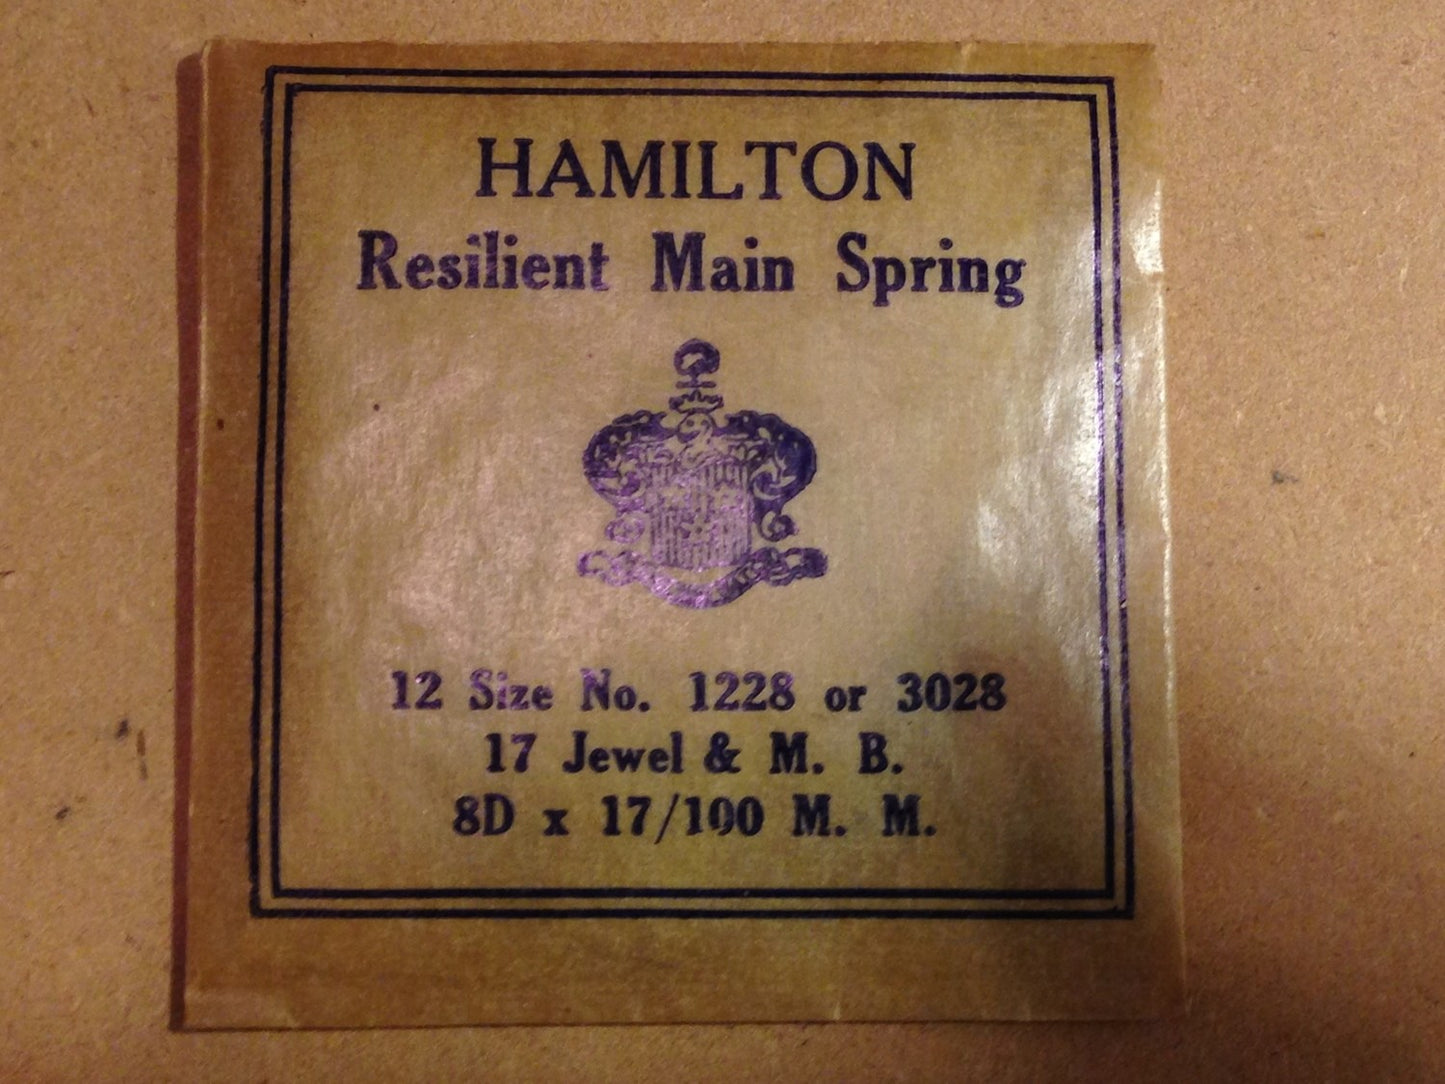 HAMILTON
Resilient Main Spring
12 Size No. 1228 or 3028
17 Jewel & M. B.
8D x 17/100 M. M.